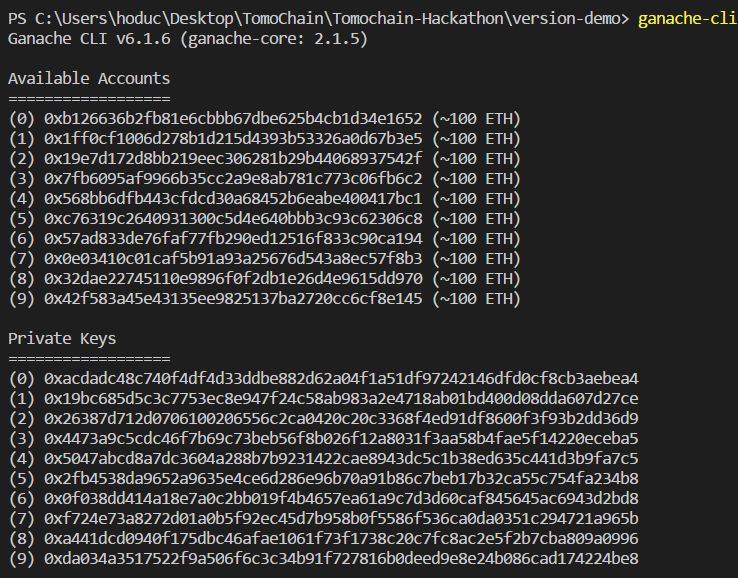 PS C:\Users\hoduc\Desktop\TomoChain\Tomochain-Hackathon\version-demo> ganache-cli
Ganache CLI v6.1.6 (ganache-core: 2.1.5)
Available Accounts
==================
(0) 0xb126636b2fb81e6cbbb67dbe625b4cb1d34e1652 (~100 ETH)
(1) 0x1ff0cf1006d278b1d215d4393b53326a0d67b3e5 (~100 ETH)
(2) 0x19e7d172d8bb219eec306281b29b44068937542f (~100 ETH)
(3) 0x7fb6095af9966b35cc2a9e8ab781c773c06fb6c2 (~100 ETH)
(4) 0x568bb6dfb443cfdcd30a68452b6eabe400417bc1 (~100 ETH)
(5) 0xc76319c2640931300c5d4e640bbb3c93c62306c8 (~100 ETH)
(6) 0x57ad833de76faf77fb290ed12516f833c90ca194 (~100 ETH)
(7) 0x0e03410c01caf5b91a93a25676d543a8ec57f8b3 (~100 ETH)
(8) 0x32dae22745110e9896f0f2db1e26d4e9615dd970 (~100 ETH)
(9) 0x42f583a45e43135ee9825137ba2720cc6cf8e145 (~100 ETH)
Private Keys
==================
(0) 0xacdadc48c740f4df4d33ddbe882d62a04f1a51df97242146dfd0cf8cb3aebea4
(1) 0x19bc685d5c3c7753ec8e947f24c58ab983a2e4718ab01bd400d08dda607d27ce
(2) 0x26387d712d0706100206556c2ca0420c20c3368f4ed91df8600f3f93b2dd36d9
(3) 0x4473a9c5cdc46f7b69c73beb56f8b026f12a8031f3aa58b4fae5f14220eceba5
(4) 0x5047abcd8a7dc3604a288b7b9231422cae8943dc5c1b38ed635c441d3b9fa7c5
(5) 0x2fb4538da9652a9635e4ce6d286e96b70a91b86c7beb17b32ca55c754fa234b8
(6) 0x0f038dd414a18e7a0c2bb019f4b4657ea61a9c7d3d60caf845645ac6943d2bd8
(7) 0xf724e73a8272d01a0b5f92ec45d7b958b0f5586f536ca0da0351c294721a965b
(8) 0xa441dcd0940f175dbc46afae1061f73f1738c20c7fc8ac2e5f2b7cba809a0996
(9) 0xda034a3517522f9a506f6c3c34b91f727816b0deed9e8e24b086cad174224be8